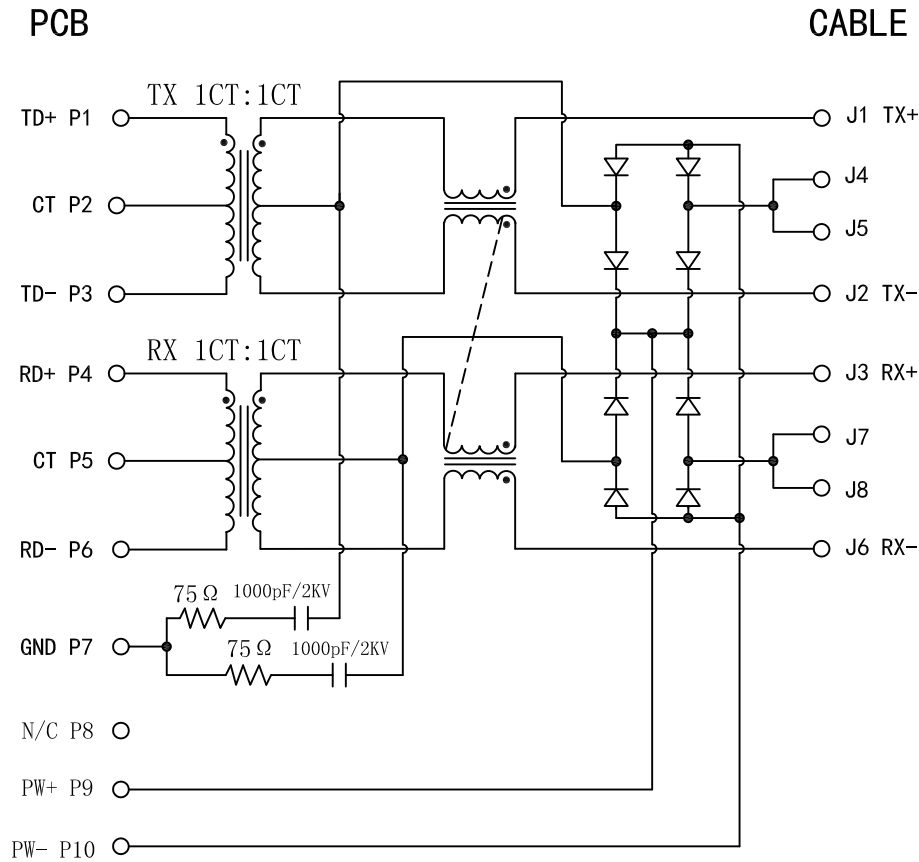 PCB CABLE
TX 1CT:1CT
TD+ P1 J1 TX+
J4
CT P2
J5
TD- P3 J2 TX-
RX 1CT:1CT
RD+ P4 J3 RX+
J7
CT P5
J8
RD- P6 J6 RX-
75Ω 1000pF/2KV
GND P7 75Ω 1000pF/2KV
N/C P8
PW+ P9
PW- P10